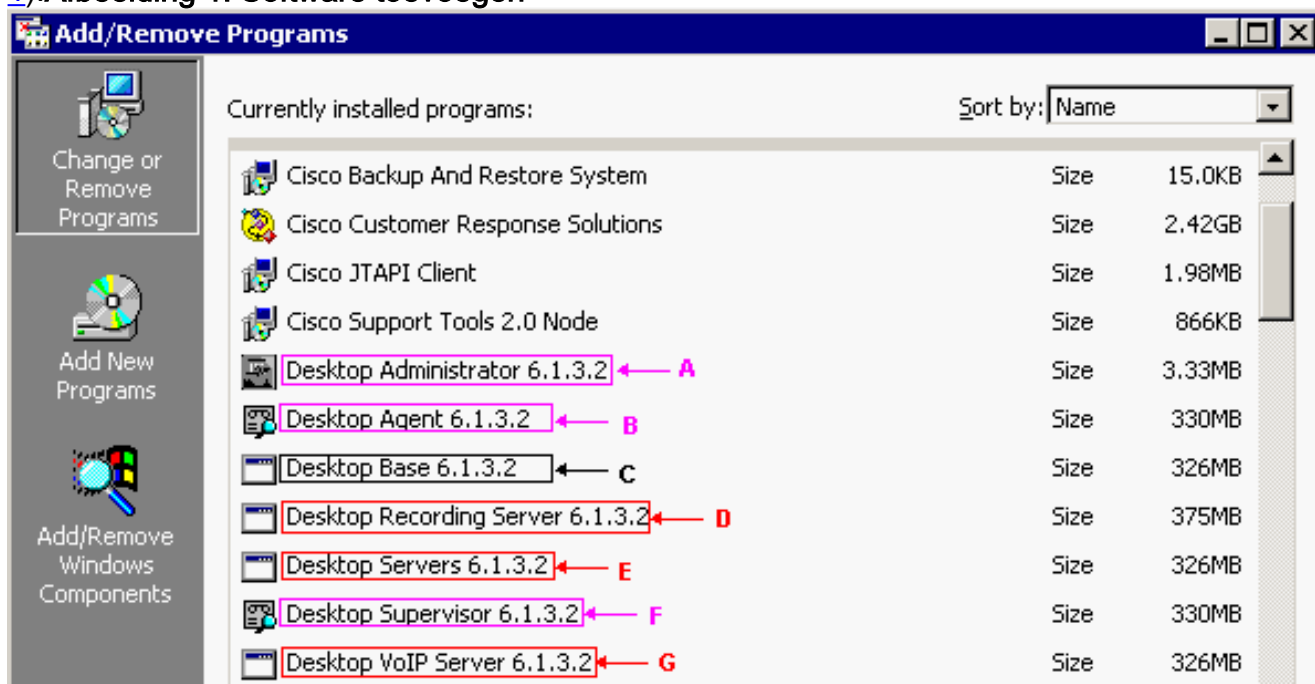 Add/Remove Programs
Change or
Remove
Programs
Add New
Programs
Add/Remove
Windows
Components
Currently installed programs:
Sort by: Name
Cisco Backup And Restore System Size 15.0KB
Cisco Customer Response Solutions Size 2.42GB
Cisco JTAPI Client Size 1.98MB
Cisco Support Tools 2.0 Node Size 866KB
Desktop Administrator 6.1.3.2 A Size 3.33MB
Desktop Agent 6.1.3.2 B Size 330MB
Desktop Base 6.1.3.2 C Size 326MB
Desktop Recording Server 6.1.3.2 D Size 375MB
Desktop Servers 6.1.3.2 E Size 326MB
Desktop Supervisor 6.1.3.2 F Size 330MB
Desktop VoIP Server 6.1.3.2 G Size 326MB